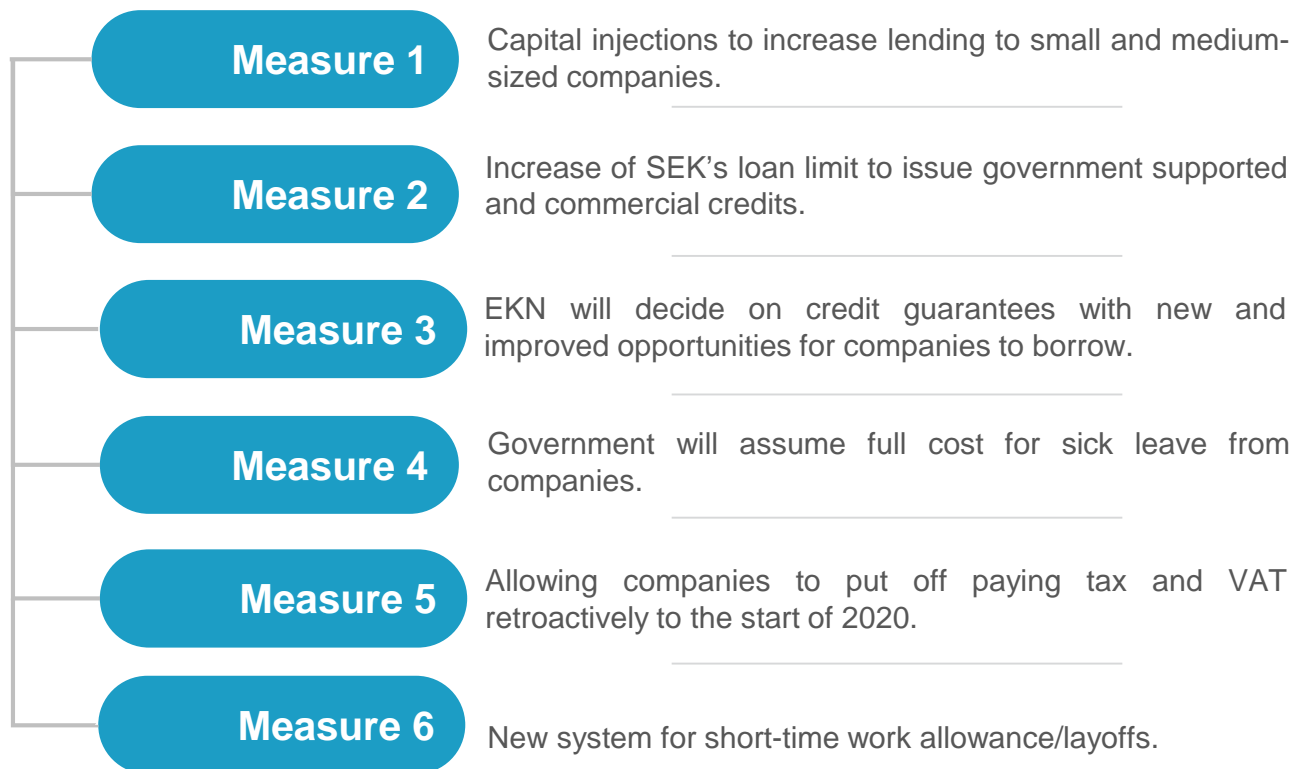 Measure 1
Capital injections to increase lending to small and medium-
sized companies.
Measure 2
Increase of SEK’s loan limit to issue government supported
and commercial credits.
Measure 3
EKN will decide on credit guarantees with new and
improved opportunities for companies to borrow.
Measure 4
Government will assume full cost for sick leave from
companies.
Measure 5
Allowing companies to put off paying tax and VAT
retroactively to the start of 2020.
Measure 6
New system for short-time work allowance/layoffs.